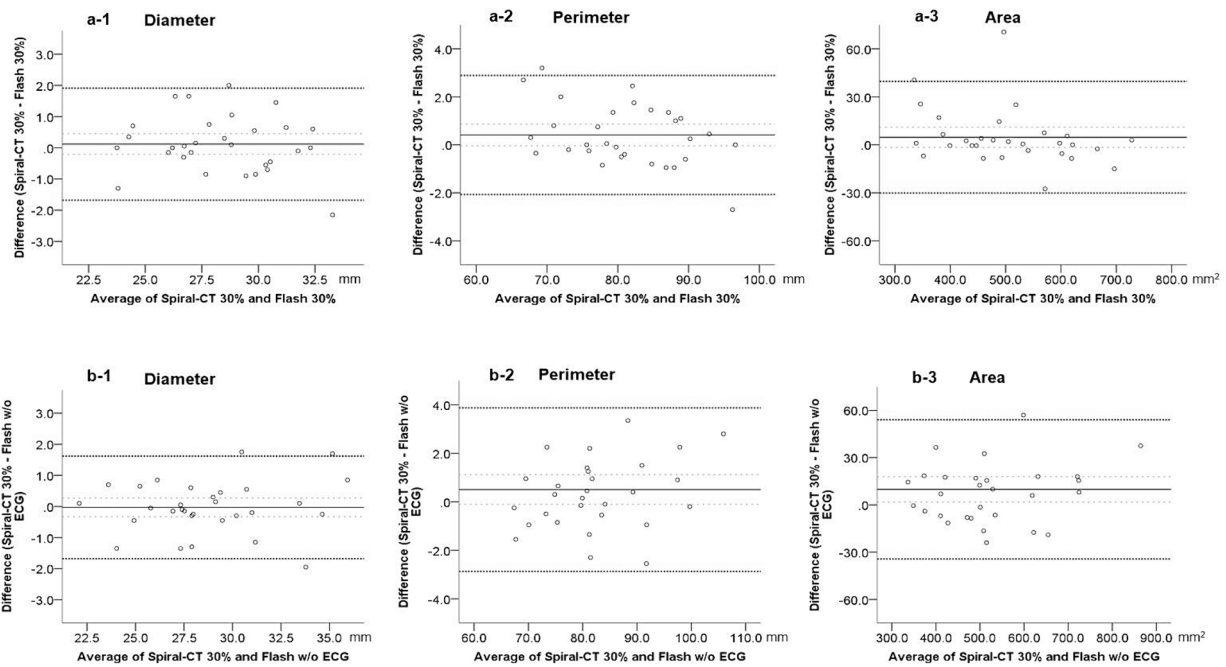 a-1 Diameter
Difference (Spiral-CT 30% - Flash 30%)
3.0
2.0
1.0
.0
-1.0
-2.0
-3.0
22.5 25.0 27.5 30.0 32.5 mm
Average of Spiral-CT 30% and Flash 30%
a-2 Perimeter
Difference (Spiral-CT 30% - Flash 30%)
4.0
2.0
.0
-2.0
-4.0
60.0 70.0 80.0 90.0 100.0 mm
Average of Spiral-CT 30% and Flash 30%
a-3 Area
Difference (Spiral-CT 30% - Flash 30%)
60.0
30.0
.0
-30.0
-60.0
300.0 400.0 500.0 600.0 700.0 800.0 mm²
Average of Spiral-CT 30% and Flash 30%
b-1 Diameter
Difference (Spiral-CT 30% - Flash w/o
ECG)
3.0
2.0
1.0
.0
-1.0
-2.0
-3.0
22.5 25.0 27.5 30.0 32.5 35.0 mm
Average of Spiral-CT 30% and Flash w/o ECG
b-2 Perimeter
Difference (Spiral-CT 30% - Flash w/o
ECG)
4.0
2.0
.0
-2.0
-4.0
60.0 70.0 80.0 90.0 100.0 110.0 mm
Average of Spiral-CT 30% and Flash w/o ECG
b-3 Area
Difference (Spiral-CT 30% - Flash w/o
ECG)
60.0
30.0
.0
-30.0
-60.0
300.0 400.0 500.0 600.0 700.0 800.0 900.0 mm²
Average of Spiral-CT 30% and Flash w/o ECG